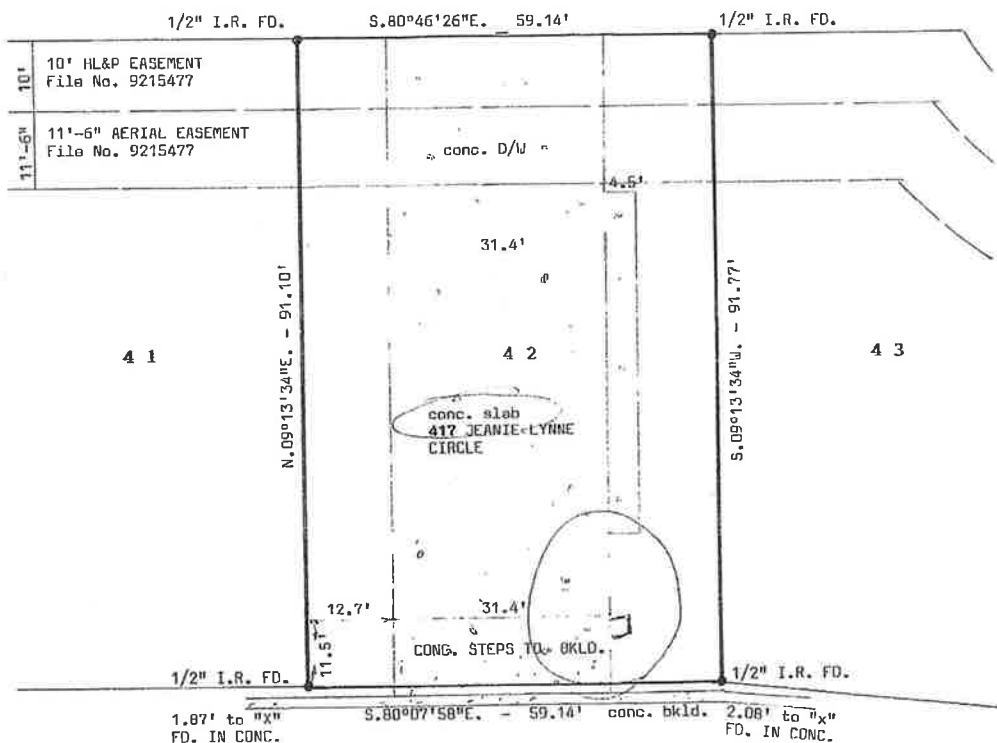 1/2" I.R. FD.
S.80°46'26"E. - 59.14'
1/2" I.R. FD.
10'
10' HL&P EASEMENT
File No. 9215477
11'-6"
11'-6" AERIAL EASEMENT
File No. 9215477
conc. D/W
4.5'
31.4'
N.09°13'34"E. - 91.10'
S.09°13'34"W. - 91.77'
4 1
4 2
4 3
conc. slab
417 JEANIE LYNNE
CIRCLE
12.7'
31.4'
11.5'
CONC. STEPS TO BKLD.
1/2" I.R. FD.
1/2" I.R. FD.
1.87' to "X"
FD. IN CONC.
S.80°07'58"E. - 59.14'
conc. bkld.
2.08' to "x"
FD. IN CONC.